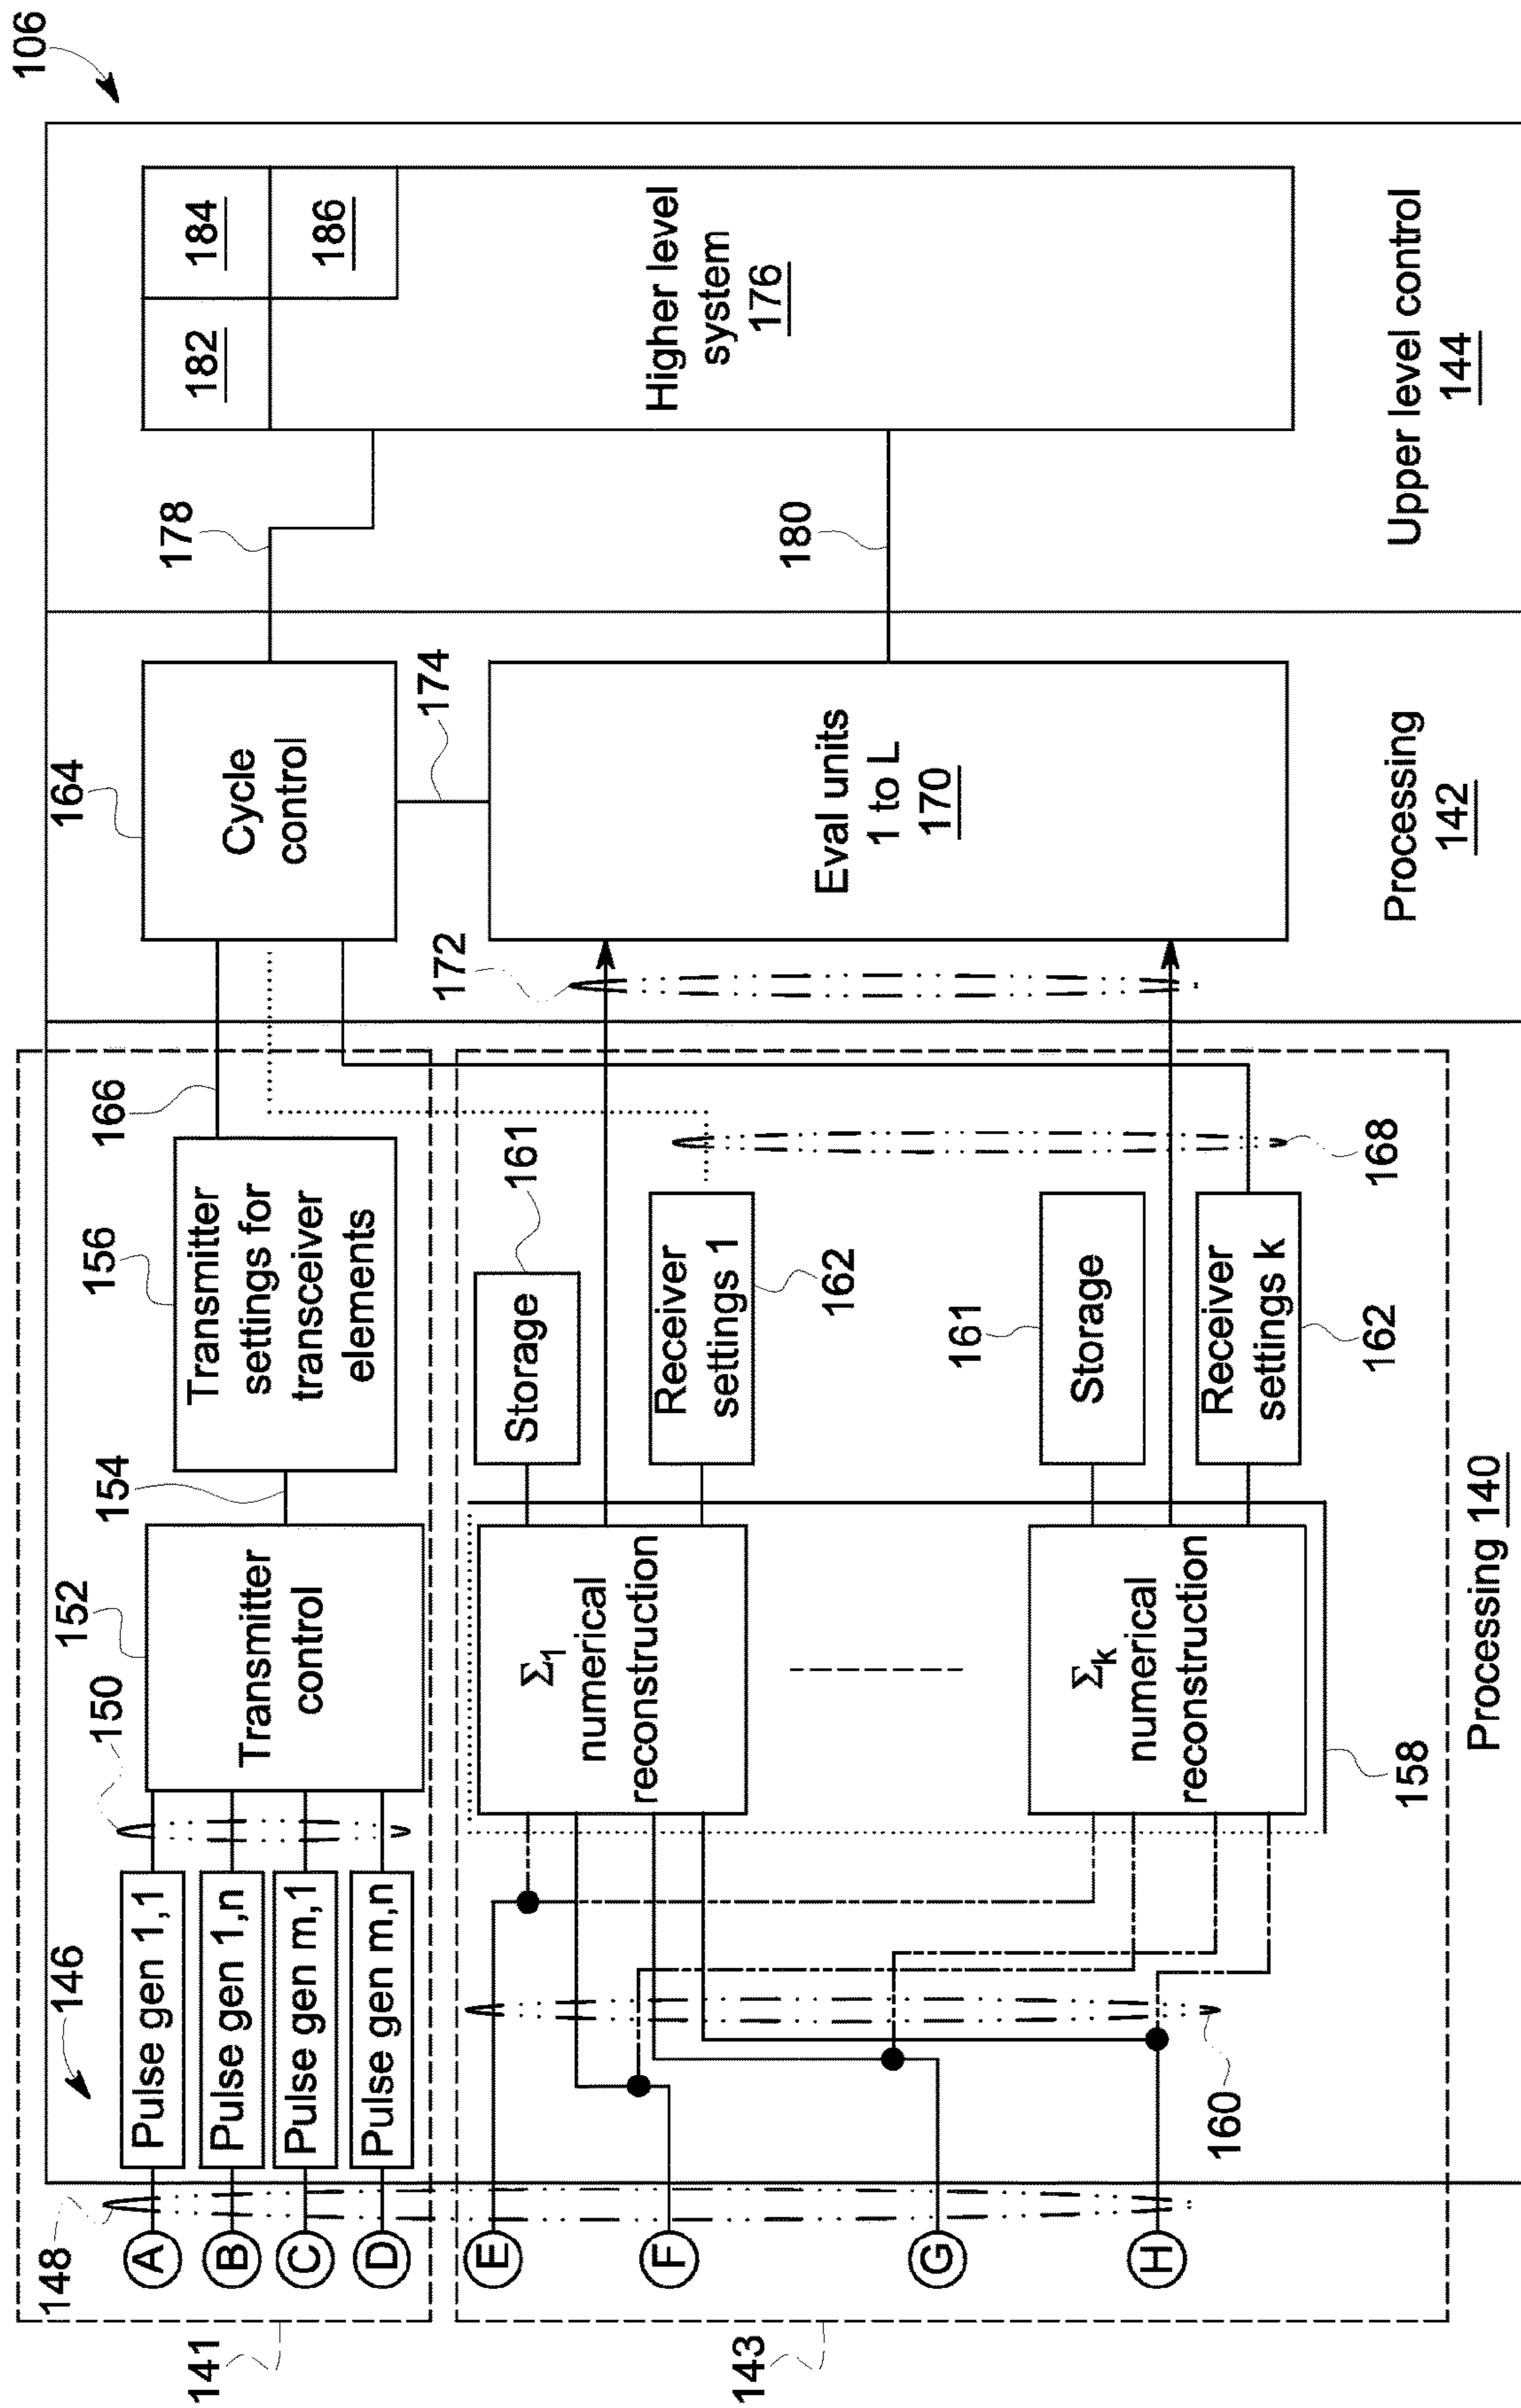 106
148
146
150
152
154
156
166
164
178
A
B
C
D
Pulse gen 1,1
Pulse gen 1,n
Pulse gen m,1
Pulse gen m,n
Transmitter
control
Transmitter
settings for
transceiver
elements
Cycle
control
182
184
186
141
174
172
E
F
G
H
Σ1
numerical
reconstruction
Σk
numerical
reconstruction
Storage
161
Receiver
settings 1
162
161
Storage
Receiver
settings k
162
168
160
158
143
Eval units
1 to L
170
180
Higher level
system
176
Processing 140
Processing
142
Upper level control
144